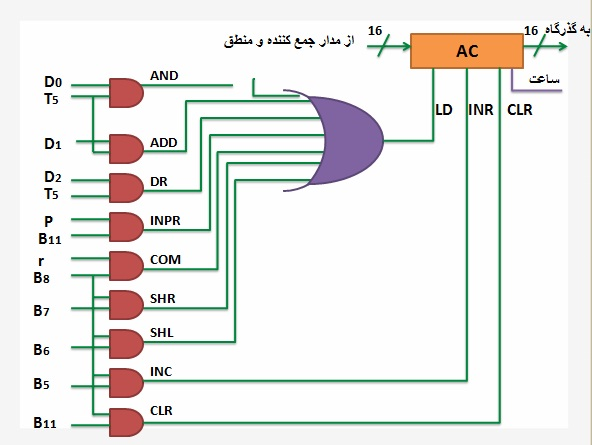 از مدار جمع کننده و منطق
16
AC
16
به گذرگاه
ساعت
LD
INR
CLR
D0
T5
AND
D1
ADD
D2
T5
DR
P
B11
INPR
r
B8
COM
B7
SHR
B6
SHL
B5
INC
B11
CLR